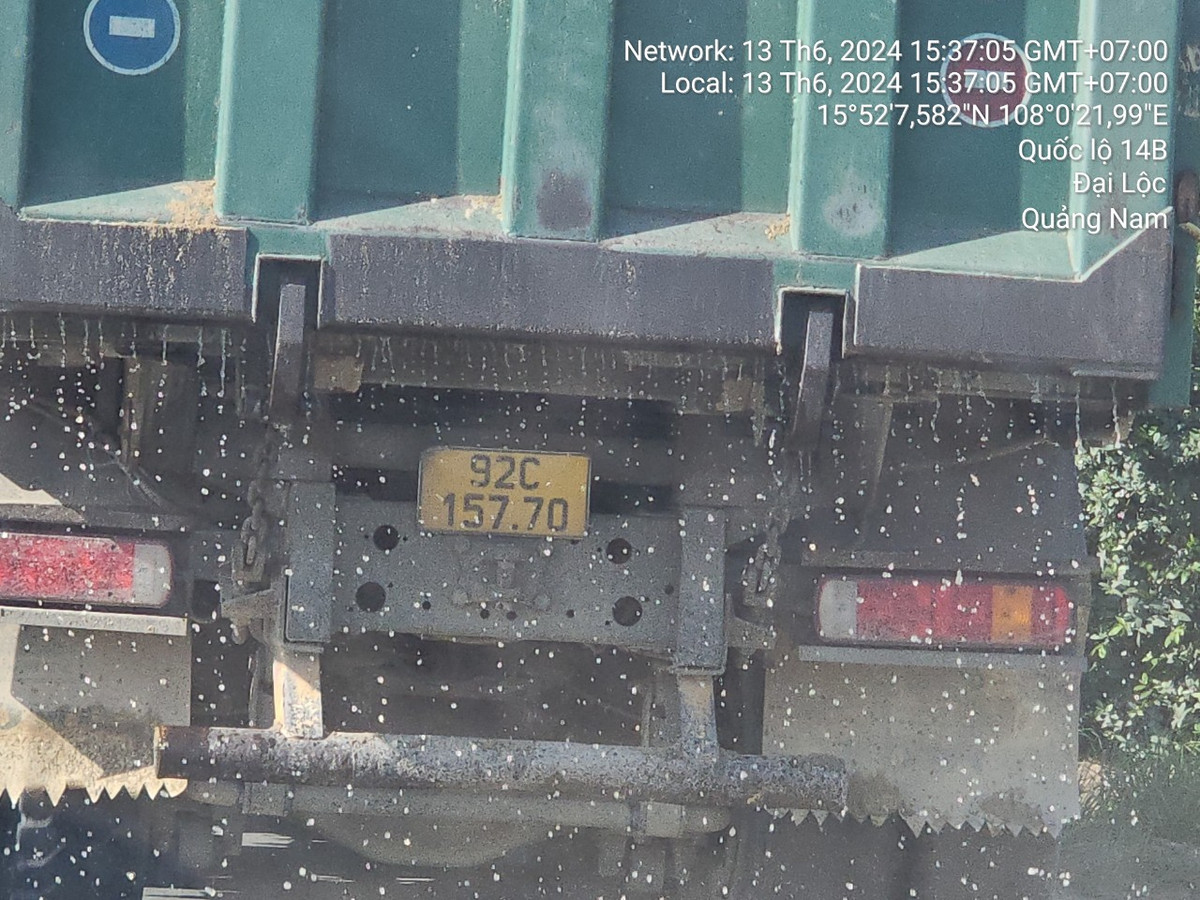 Network: 13 Th6, 2024 15:37:05 GMT+07:00
Local: 13 Th6, 2024 15:37:05 GMT+07:00
15°52'7,582"N 108°0'21,99"E
Quốc lộ 14B
Đại Lộc
Quảng Nam
92C
157.70